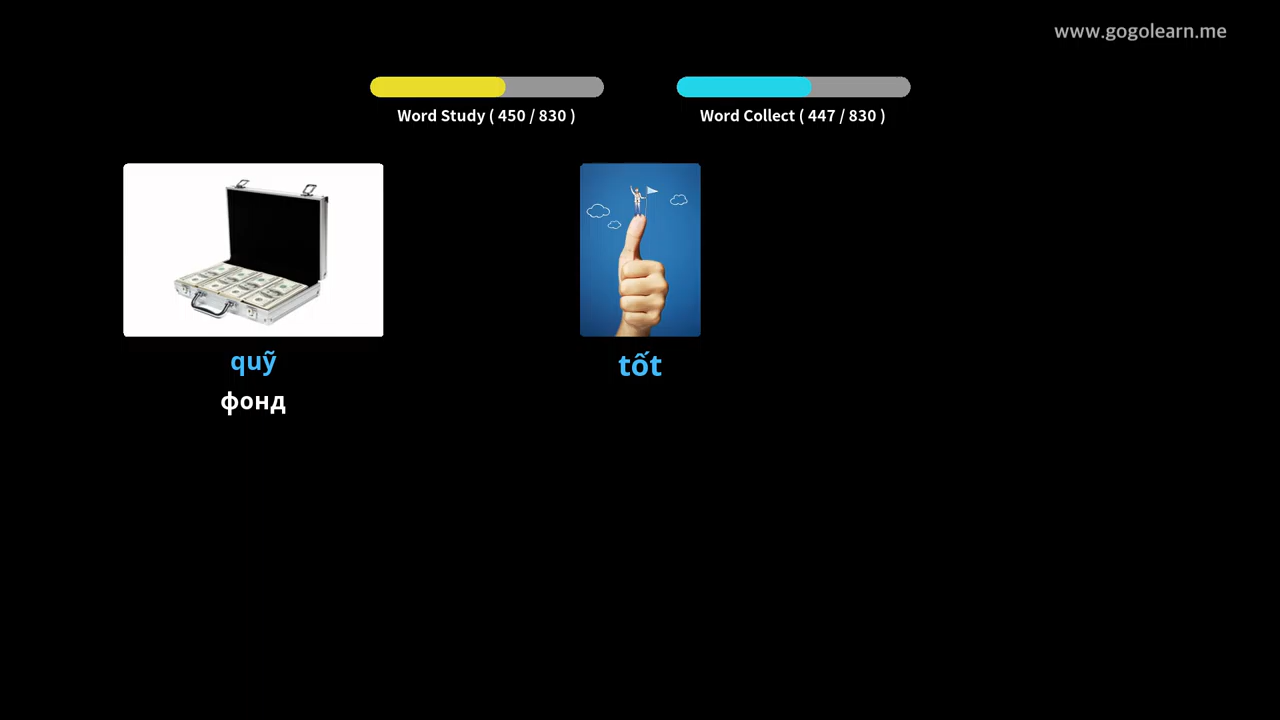 www.gogolearn.me
Word Study ( 450 / 830 )
Word Collect ( 447 / 830 )
quỹ
фонд
tốt